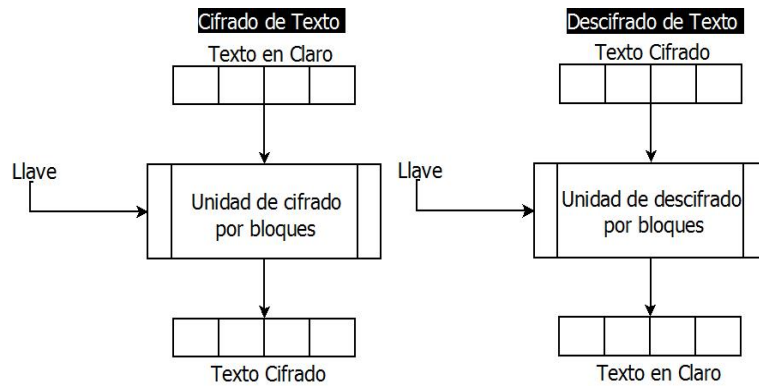 Cifrado de Texto
Texto en Claro
Llave
Unidad de cifrado
por bloques
Texto Cifrado
Descifrado de Texto
Texto Cifrado
Llave
Unidad de descifrado
por bloques
Texto en Claro